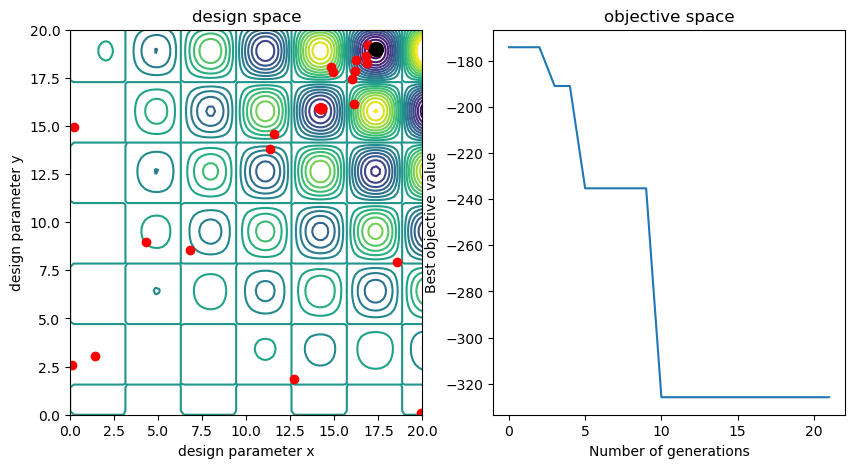 design space
20.0
17.5
15.0
12.5
10.0
7.5
5.0
2.5
0.0
design parameter y
0.0 2.5 5.0 7.5 10.0 12.5 15.0 17.5 20.0
design parameter x
objective space
−180
−200
−220
−240
−260
−280
−300
−320
Best objective value
0 5 10 15 20
Number of generations